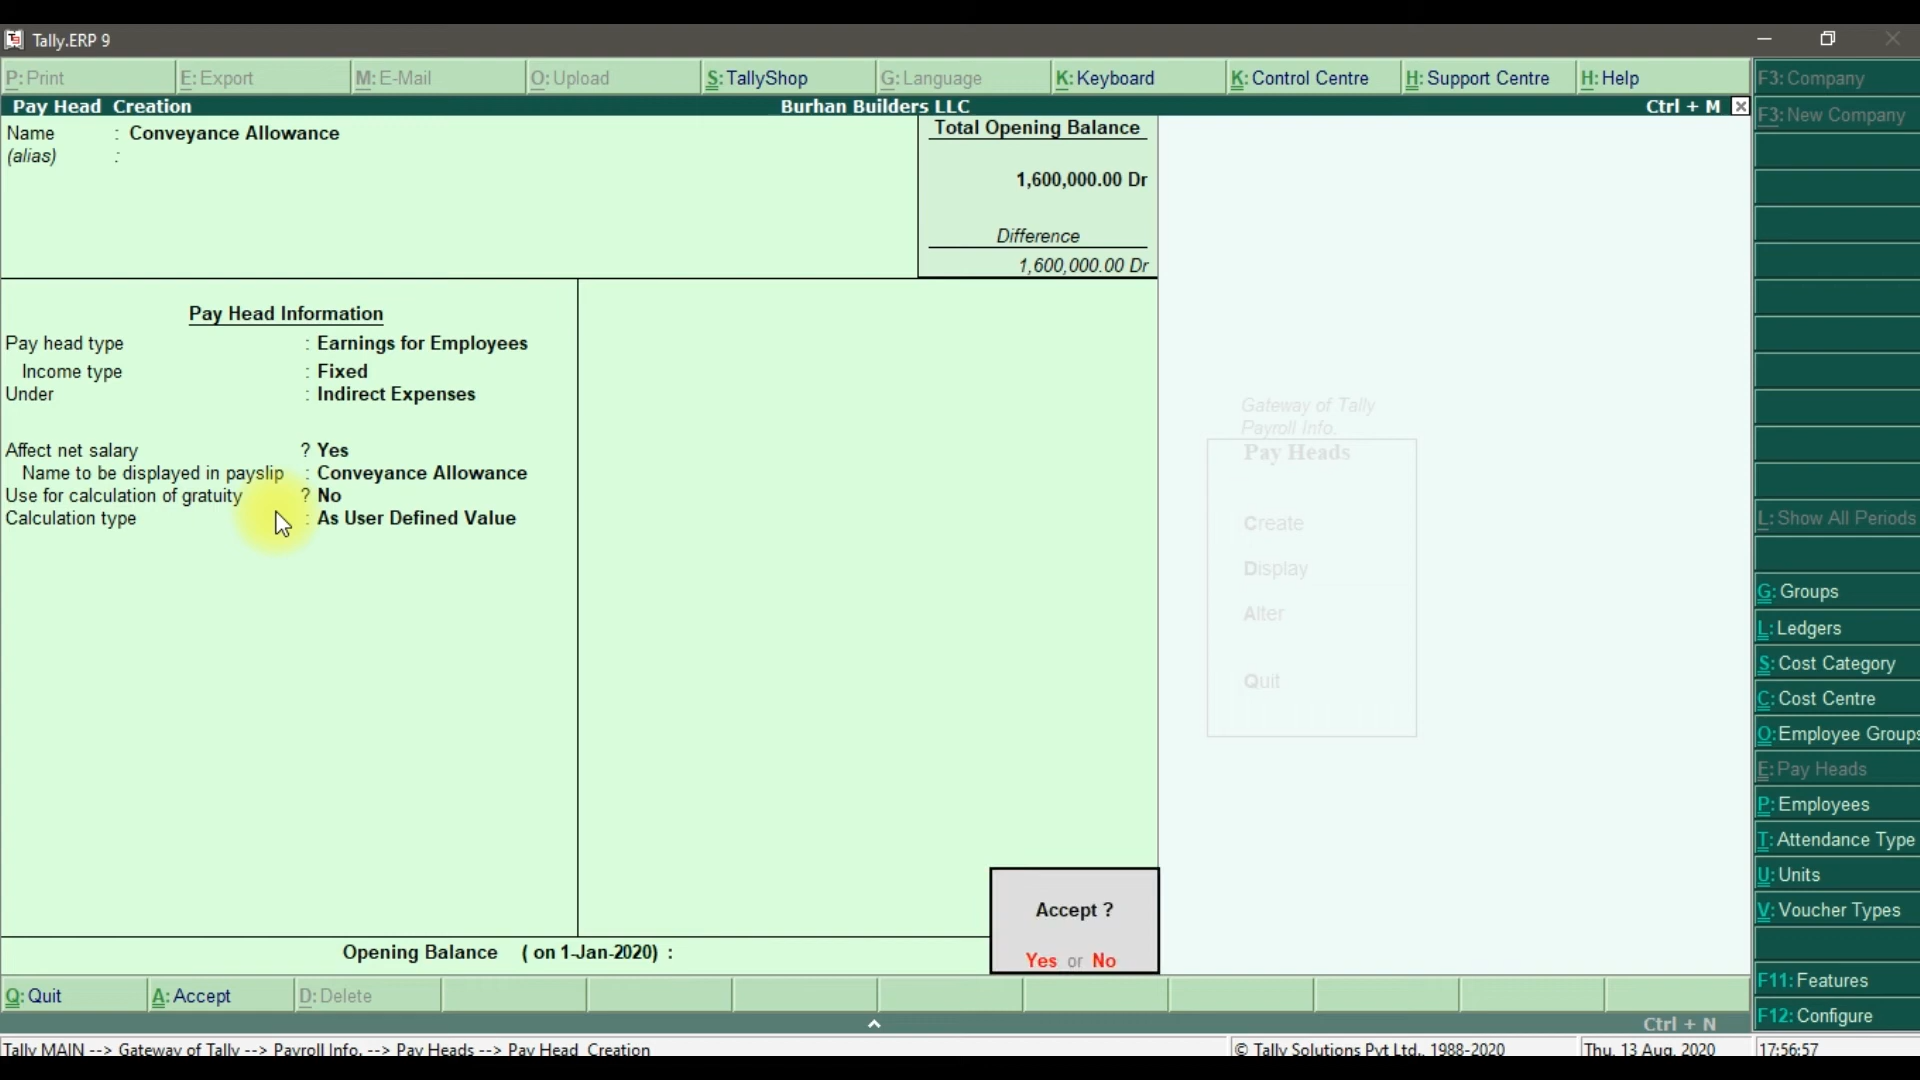 Tally.ERP 9
P: Print E: Export M: E-Mail O: Upload S: TallyShop G: Language K: Keyboard K: Control Centre H: Support Centre H: Help
Pay Head Creation Burhan Builders LLC Ctrl + M
Name : Conveyance Allowance
(alias) :
Total Opening Balance
1,600,000.00 Dr
Difference
1,600,000.00 Dr
Pay Head Information
Pay head type : Earnings for Employees
Income type : Fixed
Under : Indirect Expenses
Affect net salary ? Yes
Name to be displayed in payslip : Conveyance Allowance
Use for calculation of gratuity ? No
Calculation type : As User Defined Value
Gateway of Tally
Payroll Info.
Pay Heads
Create
Display
Alter
Quit
Accept ?
Yes or No
Opening Balance ( on 1-Jan-2020) :
F3: Company
F3: New Company
L: Show All Periods
G: Groups
L: Ledgers
S: Cost Category
C: Cost Centre
O: Employee Groups
E: Pay Heads
P: Employees
T: Attendance Type
U: Units
V: Voucher Types
F11: Features
F12: Configure
Q: Quit A: Accept D: Delete
Ctrl + N
Tally MAIN --> Gateway of Tally --> Payroll Info. --> Pay Heads --> Pay Head Creation © Tally Solutions Pvt Ltd., 1988-2020 Thu, 13 Aug, 2020 17:56:57